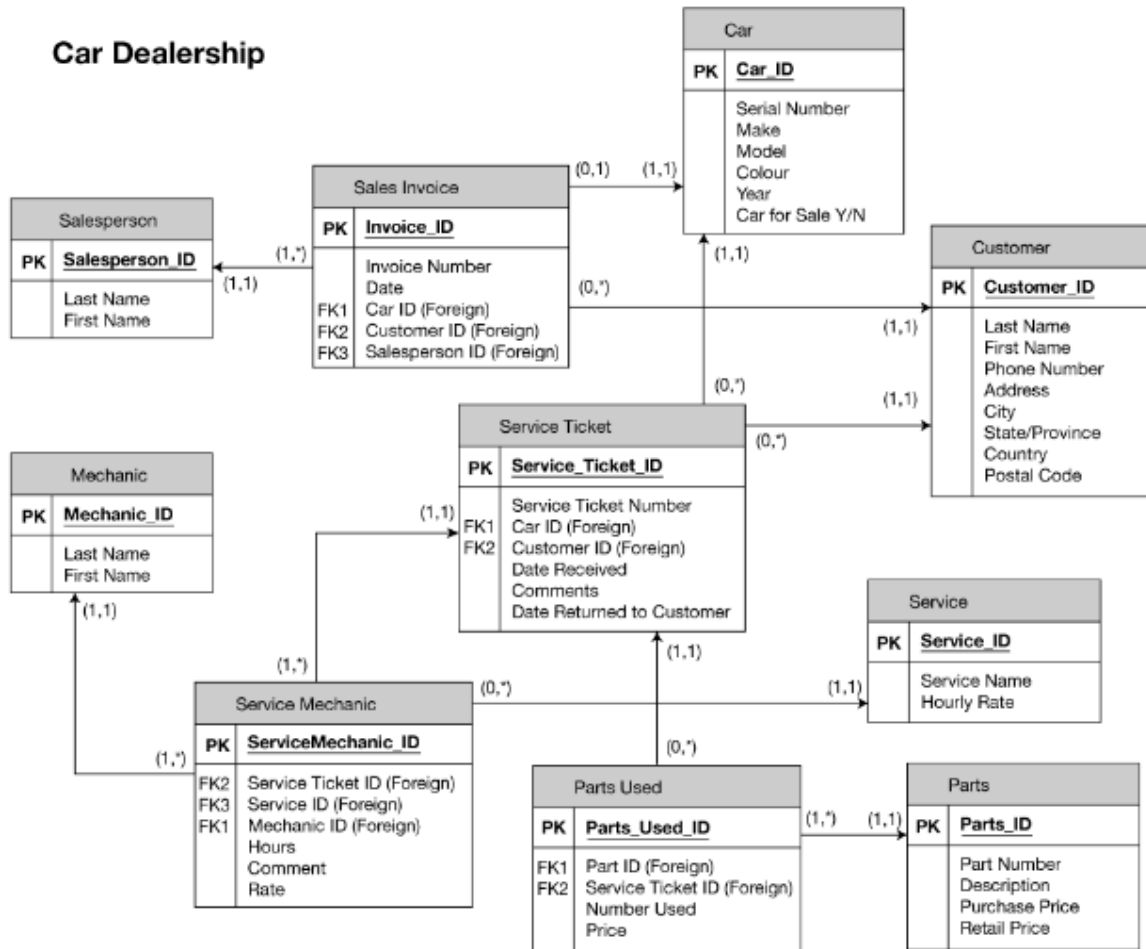 Car Dealership
Car
PK Car_ID
Serial Number
Make
Model
Colour
Year
Car for Sale Y/N
(0,1)
(1,1)
(1,1)
Sales Invoice
PK Invoice_ID
Invoice Number
Date
FK1 Car ID (Foreign)
FK2 Customer ID (Foreign)
FK3 Salesperson ID (Foreign)
Salesperson
PK Salesperson_ID
Last Name
First Name
(1,*)
(1,1)
(0,*)
(1,1)
Customer
PK Customer_ID
Last Name
First Name
Phone Number
Address
City
State/Province
Country
Postal Code
(0,*)
(1,1)
(0,*)
Service Ticket
PK Service_Ticket_ID
Service Ticket Number
FK1 Car ID (Foreign)
FK2 Customer ID (Foreign)
Date Received
Comments
Date Returned to Customer
Mechanic
PK Mechanic_ID
Last Name
First Name
(1,1)
(1,1)
(1,1)
Service
PK Service_ID
Service Name
Hourly Rate
(1,*)
(0,*)
(1,1)
Service Mechanic
PK ServiceMechanic_ID
FK2 Service Ticket ID (Foreign)
FK3 Service ID (Foreign)
FK1 Mechanic ID (Foreign)
Hours
Comment
Rate
(1,*)
(0,*)
Parts Used
PK Parts_Used_ID
FK1 Part ID (Foreign)
FK2 Service Ticket ID (Foreign)
Number Used
Price
(1,*)
(1,1)
Parts
PK Parts_ID
Part Number
Description
Purchase Price
Retail Price